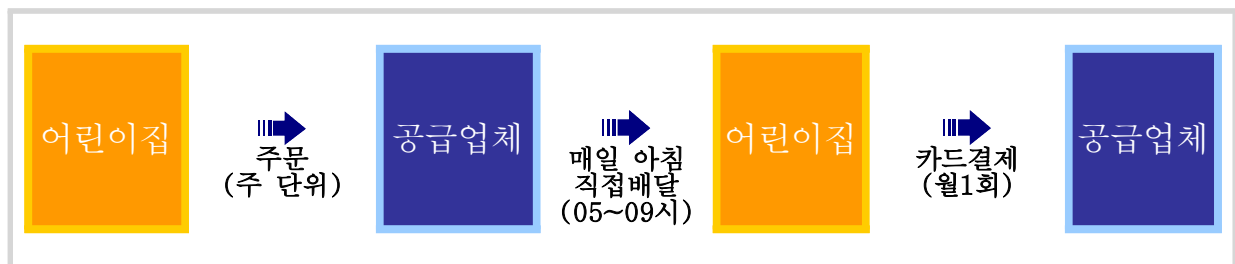 어린이집
주문
(주 단위)
공급업체
매일 아침
직접배달
(05~09시)
어린이집
카드결제
(월1회)
공급업체